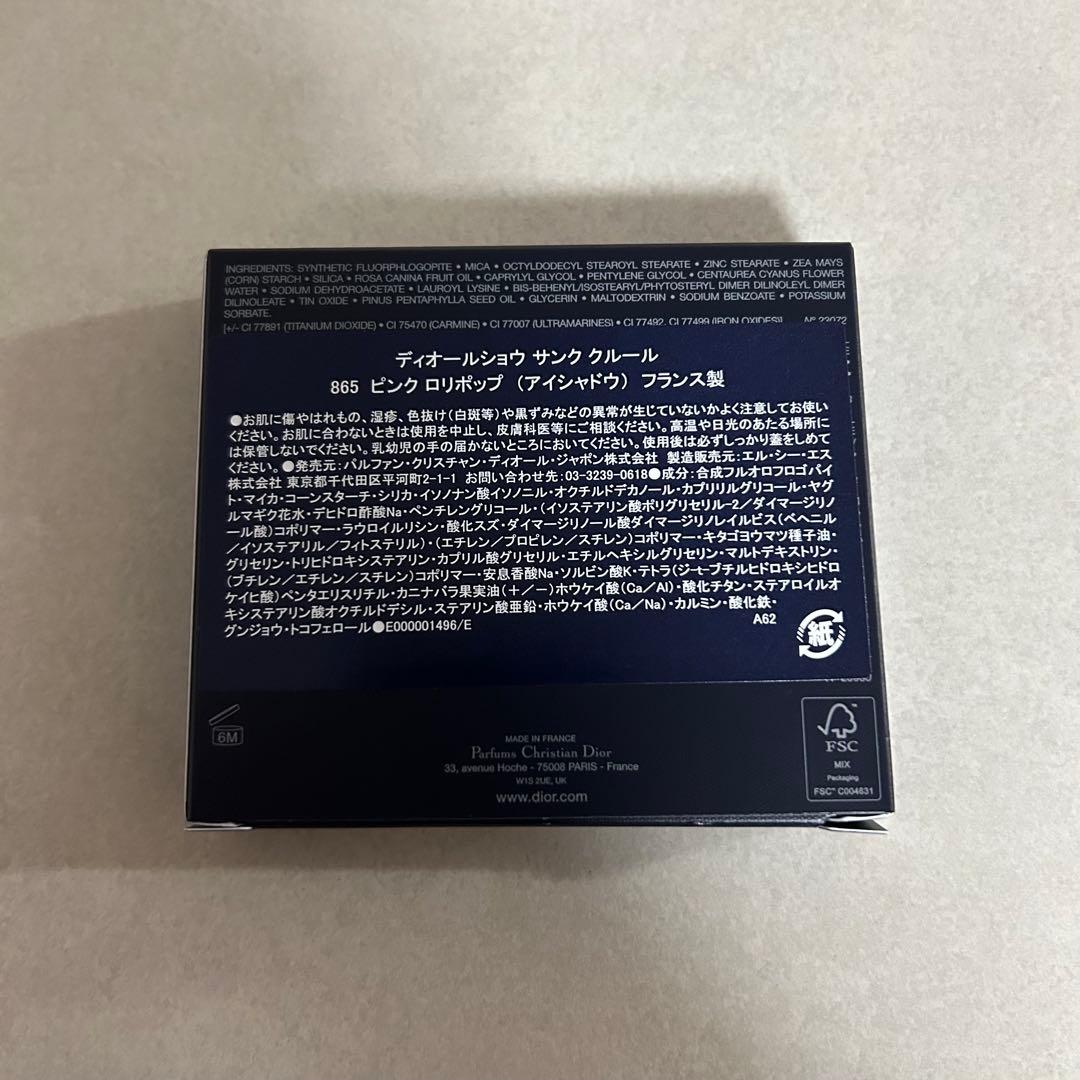 INGREDIENTS: SYNTHETIC FLUORPHLOGOPITE • MICA • OCTYLDODECYL STEAROYL STEARATE • ZINC STEARATE • ZEA MAYS
(CORN) STARCH • SILICA • ROSA CANINA FRUIT OIL • CAPRYLYL GLYCOL • PENTYLENE GLYCOL • CENTAUREA CYANUS FLOWER
WATER • SODIUM DEHYDROACETATE • LAUROYL LYSINE • BIS-BEHENYL/ISOSTEARYL/PHYTOSTERYL DIMER DILINOLEYL DIMER
DILINOLEATE • TIN OXIDE • PINUS PENTAPHYLLA SEED OIL • GLYCERIN • MALTODEXTRIN • SODIUM BENZOATE • POTASSIUM
SORBATE.
[+/- CI 77891 (TITANIUM DIOXIDE) • CI 75470 (CARMINE) • CI 77007 (ULTRAMARINES) • CI 77492, CI 77499 (IRON OXIDES)] N° 23072
ディオールショウ サンク クルール
865 ピンク ロリポップ （アイシャドウ） フランス製
●お肌に傷やはれもの、湿疹、色抜け（白斑等）や黒ずみなどの異常が生じていないかよく注意してお使い
ください。お肌に合わないときは使用を中止し、皮膚科医等にご相談ください。高温や日光のあたる場所に
は保管しないでください。乳幼児の手の届かないところにおいてください。使用後は必ずしっかり蓋をしめて
ください。●発売元：パルファン・クリスチャン・ディオール・ジャポン株式会社 製造販売元：エル・シー・エス
株式会社 東京都千代田区平河町2-1-1 お問い合わせ先：03-3239-0618●成分：合成フルオロフロゴパイ
ト・マイカ・コーンスターチ・シリカ・イソノナン酸イソノニル・オクチルドデカノール・カプリリルグリコール・ヤグ
ルマギク花水・デヒドロ酢酸Na・ペンチレングリコール・（イソステアリン酸ポリグリセリル-2／ダイマージリノ
ール酸）コポリマー・ラウロイルリシン・酸化スズ・ダイマージリノール酸ダイマージリノレイルビス（ベヘニル
／イソステアリル／フィトステリル）・（エチレン／プロピレン／スチレン）コポリマー・キタゴヨウマツ種子油・
グリセリン・トリヒドロキシステアリン・カプリル酸グリセリル・エチルヘキシルグリセリン・マルトデキストリン・
（ブチレン／エチレン／スチレン）コポリマー・安息香酸Na・ソルビン酸K・テトラ（ジ-t-ブチルヒドロキシヒドロ
ケイヒ酸）ペンタエリスリチル・カニナバラ果実油（＋／－）ホウケイ酸（Ca／Al）・酸化チタン・ステアロイルオ
キシステアリン酸オクチルドデシル・ステアリン酸亜鉛・ホウケイ酸（Ca／Na）・カルミン・酸化鉄・
グンジョウ・トコフェロール●E000001496/E A62
紙
6M
MADE IN FRANCE
Parfums Christian Dior
33, avenue Hoche - 75008 PARIS - France
W1S 2UE, UK
www.dior.com
FSC
MIX
Packaging
FSC™ C004631